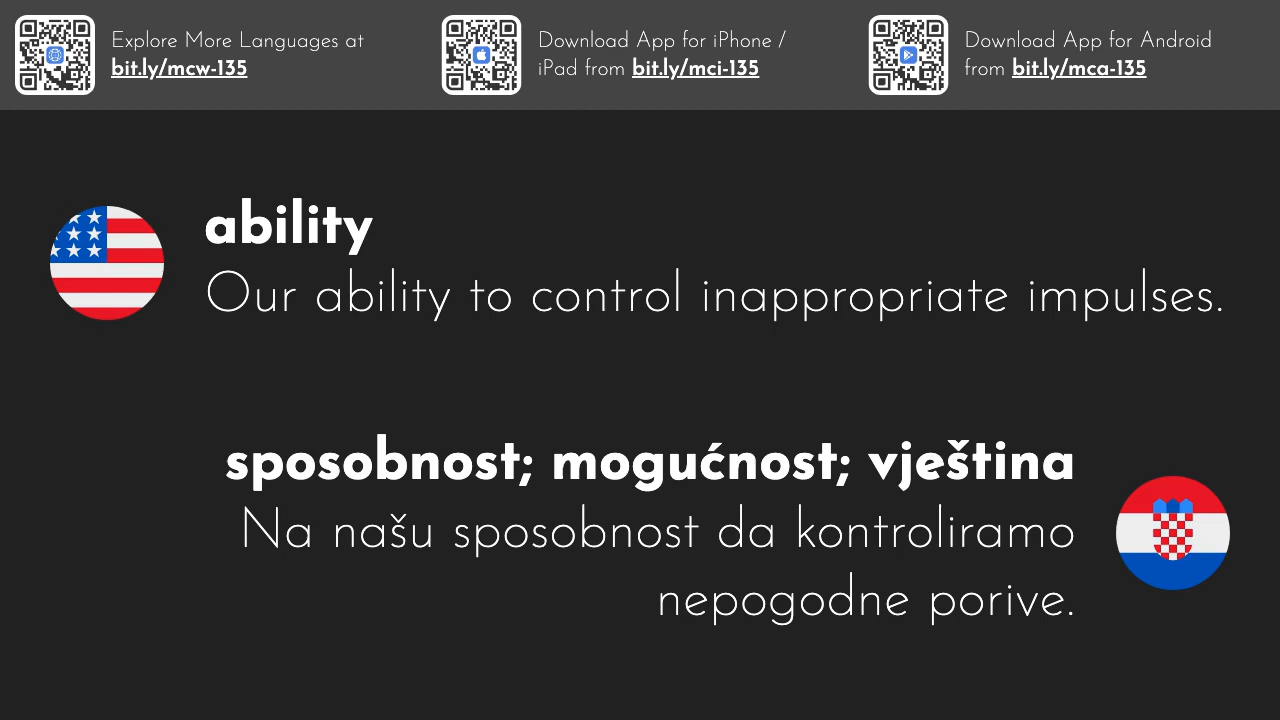 Explore More Languages at
bit.ly/mcw-135
Download App for iPhone /
iPad from bit.ly/mci-135
Download App for Android
from bit.ly/mca-135
ability
Our ability to control inappropriate impulses.
sposobnost; mogućnost; vještina
Na našu sposobnost da kontroliramo
nepogodne porive.